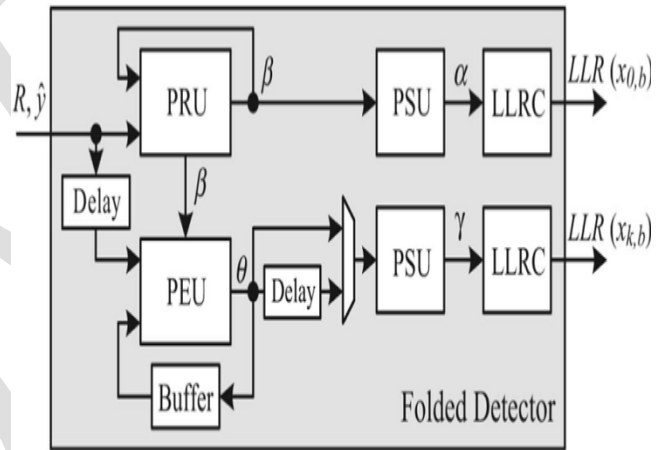 R, ŷ
β
PRU
PSU
α
LLRC
LLR (x0,b)
Delay
β
PEU
θ
Delay
PSU
γ
LLRC
LLR (xk,b)
Buffer
Folded Detector